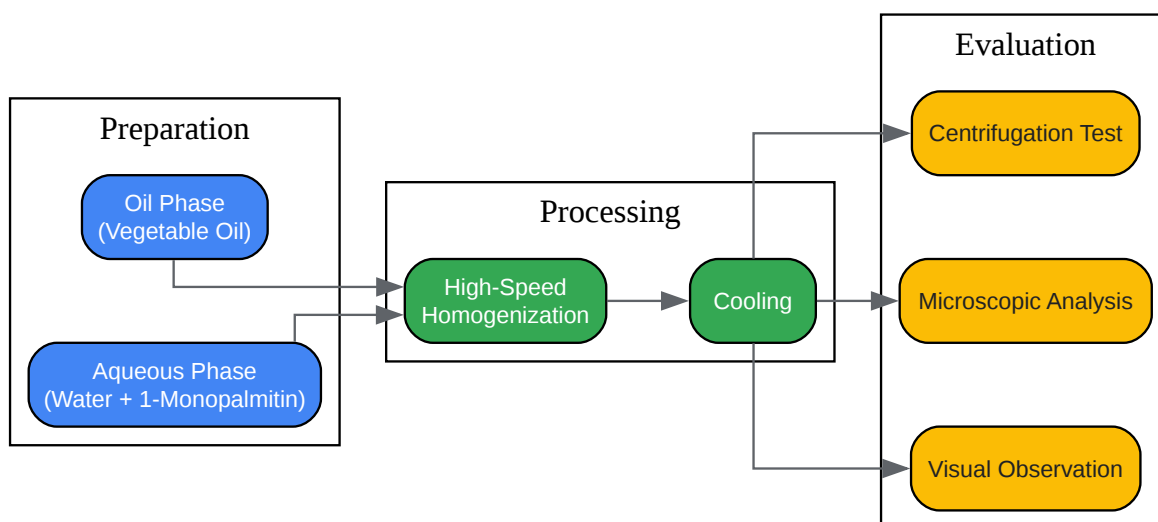 Preparation
Oil Phase
(Vegetable Oil)
Aqueous Phase
(Water + 1-Monopalmitin)
Processing
High-Speed
Homogenization
Cooling
Evaluation
Centrifugation Test
Microscopic Analysis
Visual Observation